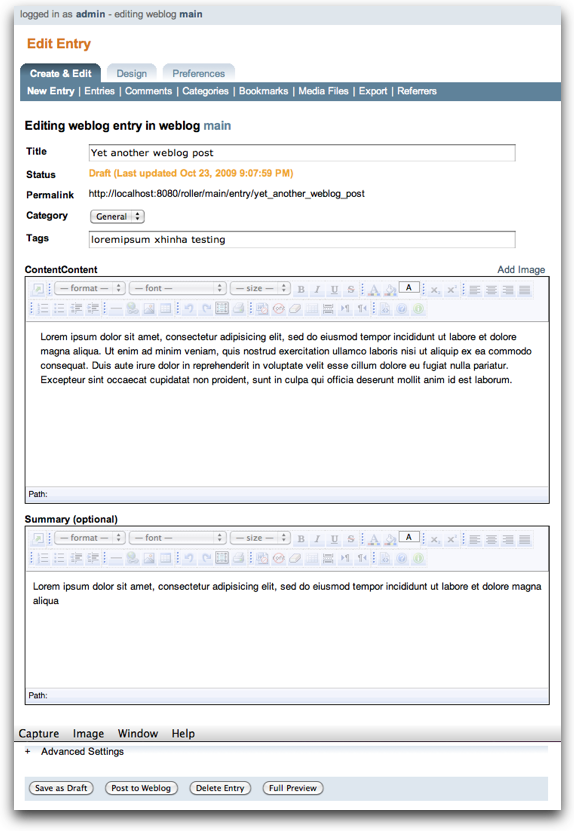 logged in as admin - editing weblog main
Edit Entry
Create & Edit Design Preferences
New Entry | Entries | Comments | Categories | Bookmarks | Media Files | Export | Referrers
Editing weblog entry in weblog main
Title Yet another weblog post
Status Draft (Last updated Oct 23, 2009 9:07:59 PM)
Permalink http://localhost:8080/roller/main/entry/yet_another_weblog_post
Category General
Tags loremipsum xhinha testing
ContentContent Add Image
— format — — font — — size — B I U S A A x₂ x²
Lorem ipsum dolor sit amet, consectetur adipisicing elit, sed do eiusmod tempor incididunt ut labore et dolore
magna aliqua. Ut enim ad minim veniam, quis nostrud exercitation ullamco laboris nisi ut aliquip ex ea commodo
consequat. Duis aute irure dolor in reprehenderit in voluptate velit esse cillum dolore eu fugiat nulla pariatur.
Excepteur sint occaecat cupidatat non proident, sunt in culpa qui officia deserunt mollit anim id est laborum.
Path:
Summary (optional)
— format — — font — — size — B I U S A A x₂ x²
Lorem ipsum dolor sit amet, consectetur adipisicing elit, sed do eiusmod tempor incididunt ut labore et dolore magna
aliqua
Path:
Capture Image Window Help
+ Advanced Settings
Save as Draft Post to Weblog Delete Entry Full Preview